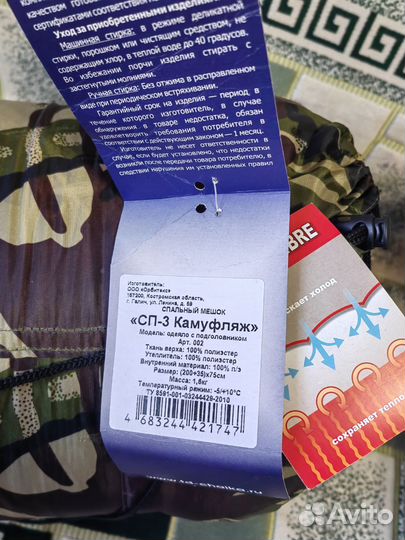 качеством готов
сертификатами соответствия
Уход за приобретенными изделиями
Машинная стирка: в режиме деликатной
стирки, порошком или чистящим средством, не
содержащим хлор, в теплой воде до 40 градусов.
Во избежании порчи изделия стирать с
застегнутыми молниями.
Ручная стирка: Без отжима в расправленном
виде при периодическом встряхивании.
Гарантийный срок на изделия — период, в
течение которого изготовитель, в случае
обнаружения в товаре недостатка, обязан
удовлетворить требования потребителя в
соответствии с действующим законом — 1 месяц.
Изготовитель не несет ответственности в
случае, если будет установлено, что недостатки
возникли после передачи товара потребителю, в
следствии нарушения им установленных правил
Изготовитель:
ООО «Орбитекс»
157200, Костромская область,
г. Галич, ул. Ленина, д. 59
СПАЛЬНЫЙ МЕШОК
«СП-3 Камуфляж»
Модель: одеяло с подголовником
Арт. 002
Ткань верха: 100% полиэстер
Утеплитель: 100% полиэстер
Внутренний материал: 100% п/э
Размер: (200+35)х75см
Масса: 1,6кг
Температурный режим: -5/+10°С
ТУ 8591-001-03244429-2010
4 683244 421747
BRE
скает холод
сохраняет тепло
Avito